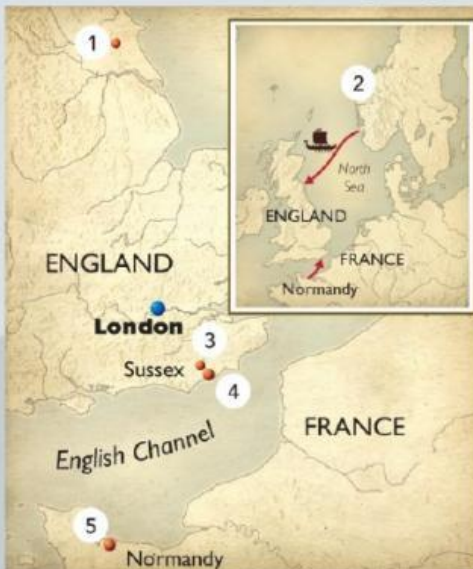 1
2
North
Sea
ENGLAND
FRANCE
Normandy
ENGLAND
London
3
Sussex
4
English Channel
FRANCE
5
Normandy